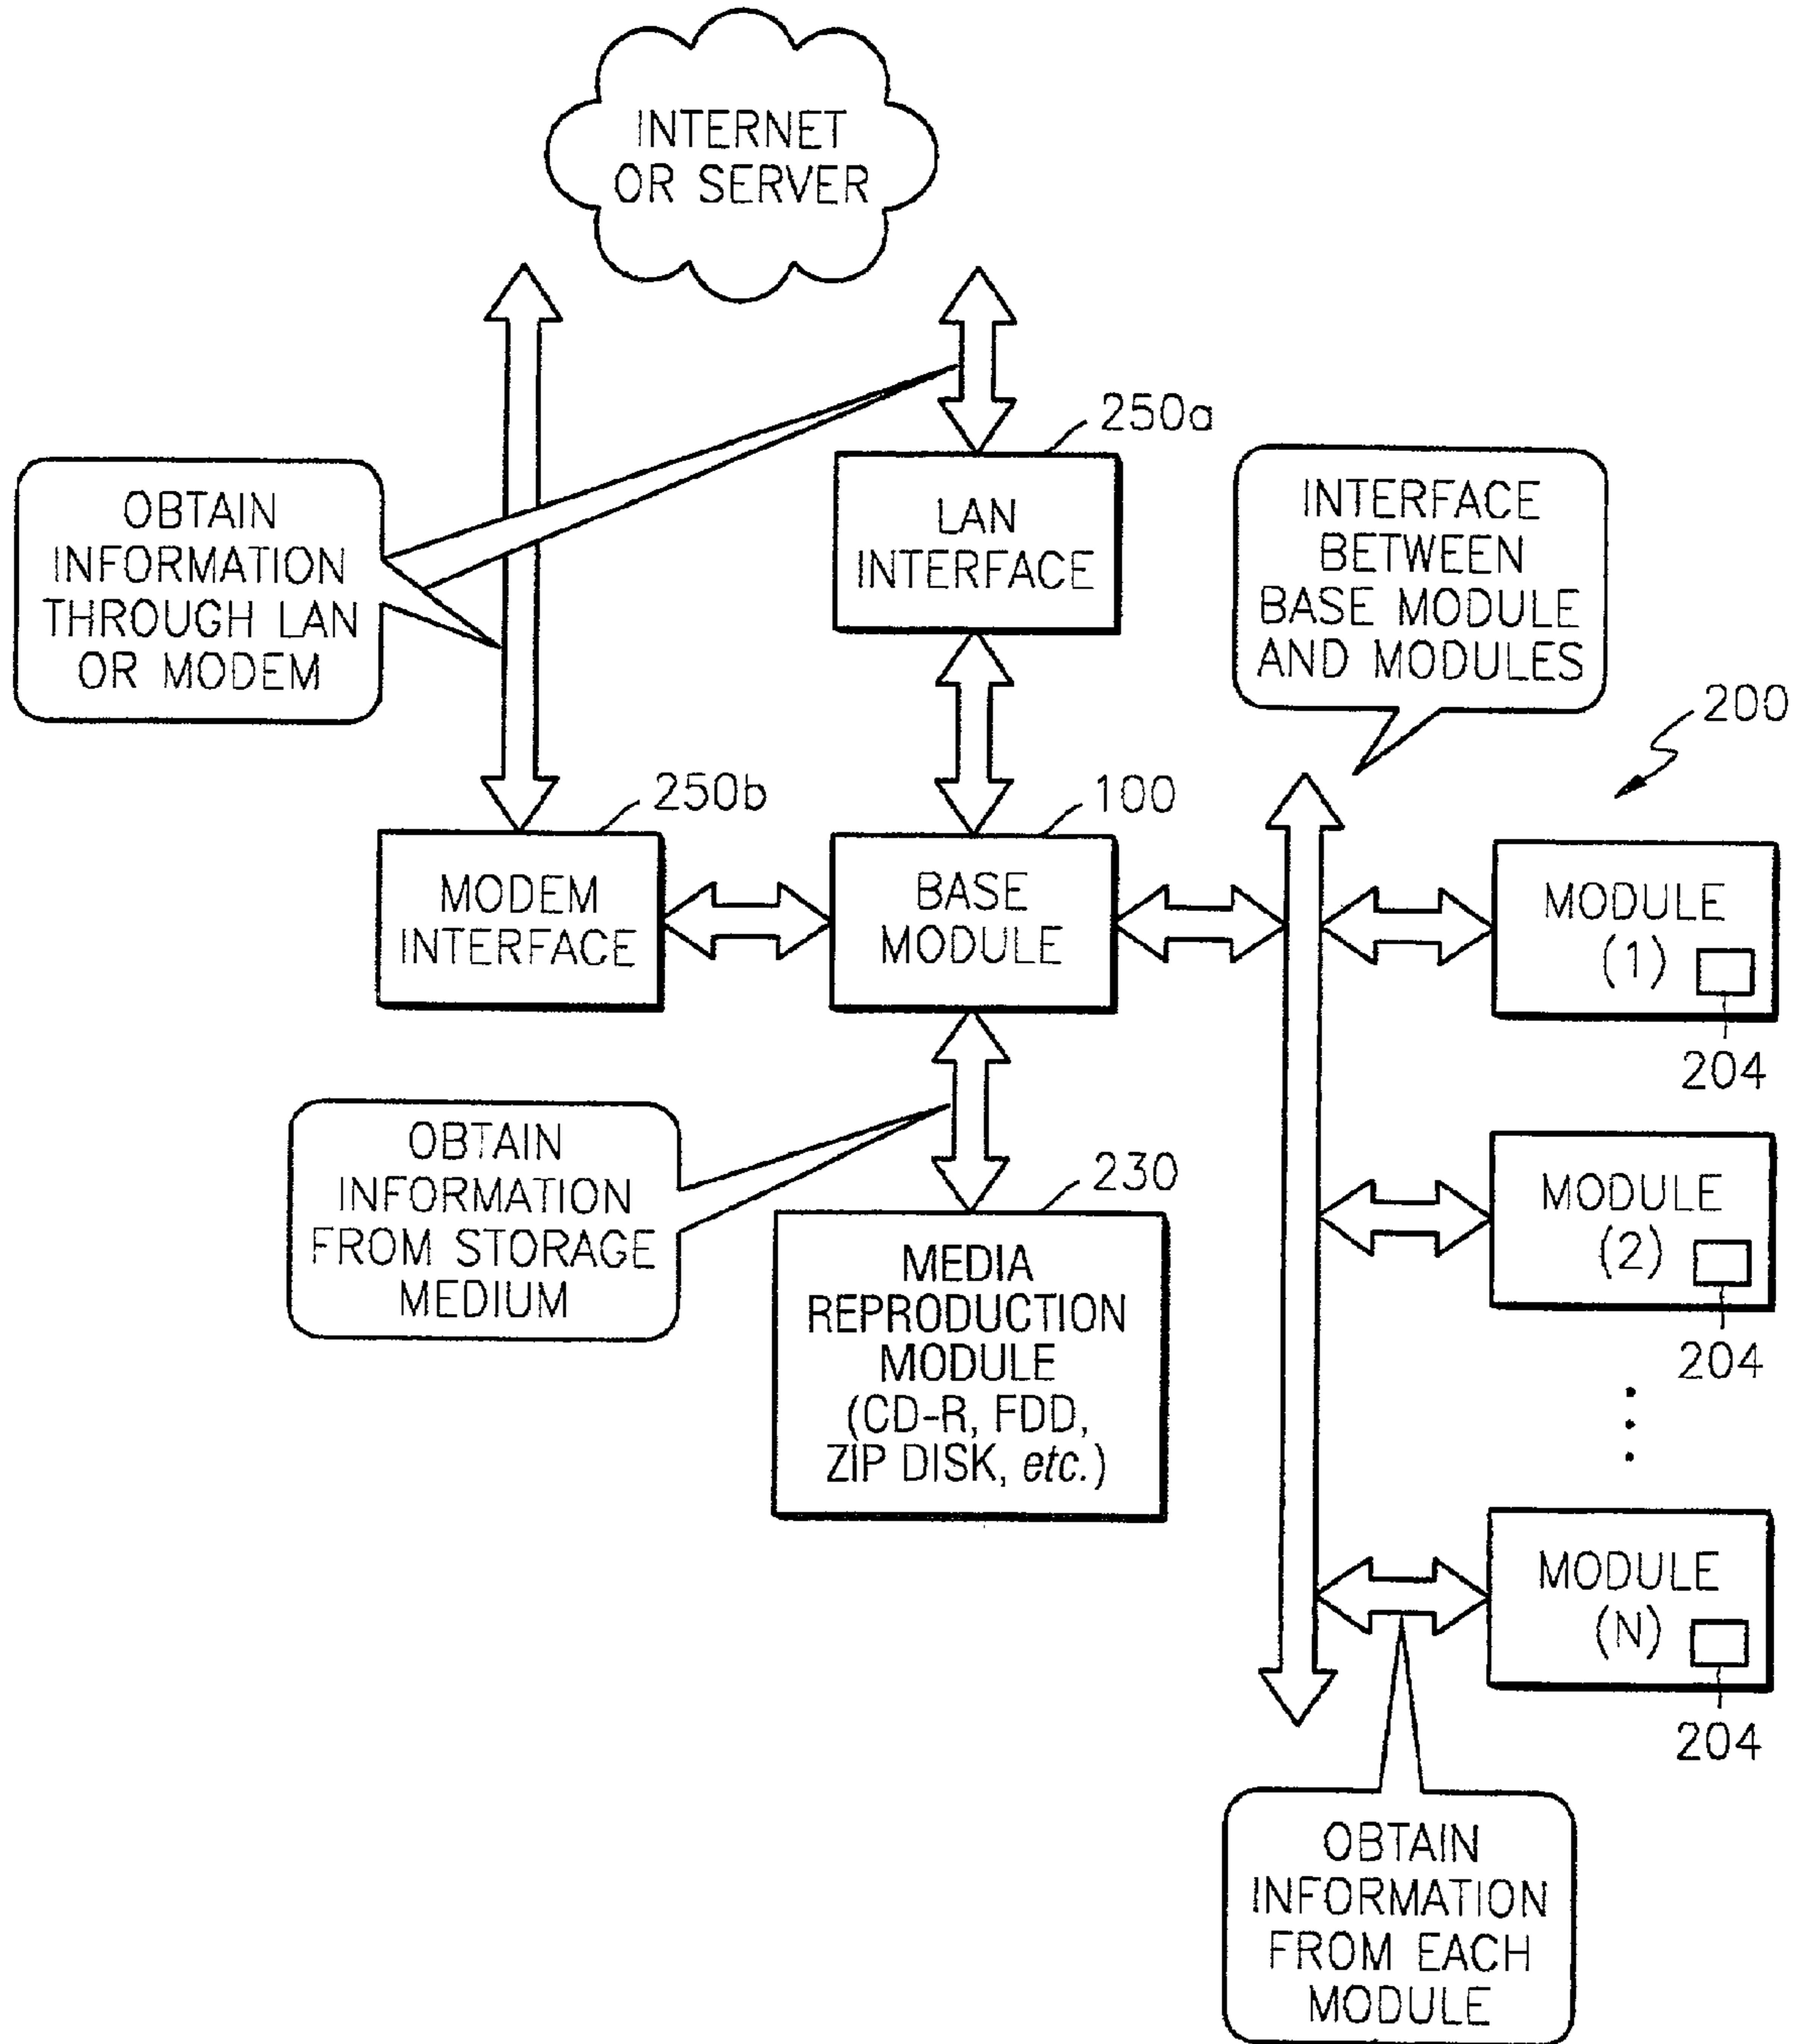 INTERNET
OR SERVER
250a
OBTAIN
INFORMATION
THROUGH LAN
OR MODEM
LAN
INTERFACE
INTERFACE
BETWEEN
BASE MODULE
AND MODULES
200
250b
100
MODEM
INTERFACE
BASE
MODULE
MODULE
(1)
204
OBTAIN
INFORMATION
FROM STORAGE
MEDIUM
230
MEDIA
REPRODUCTION
MODULE
(CD-R, FDD,
ZIP DISK, etc.)
MODULE
(2)
204
MODULE
(N)
204
OBTAIN
INFORMATION
FROM EACH
MODULE